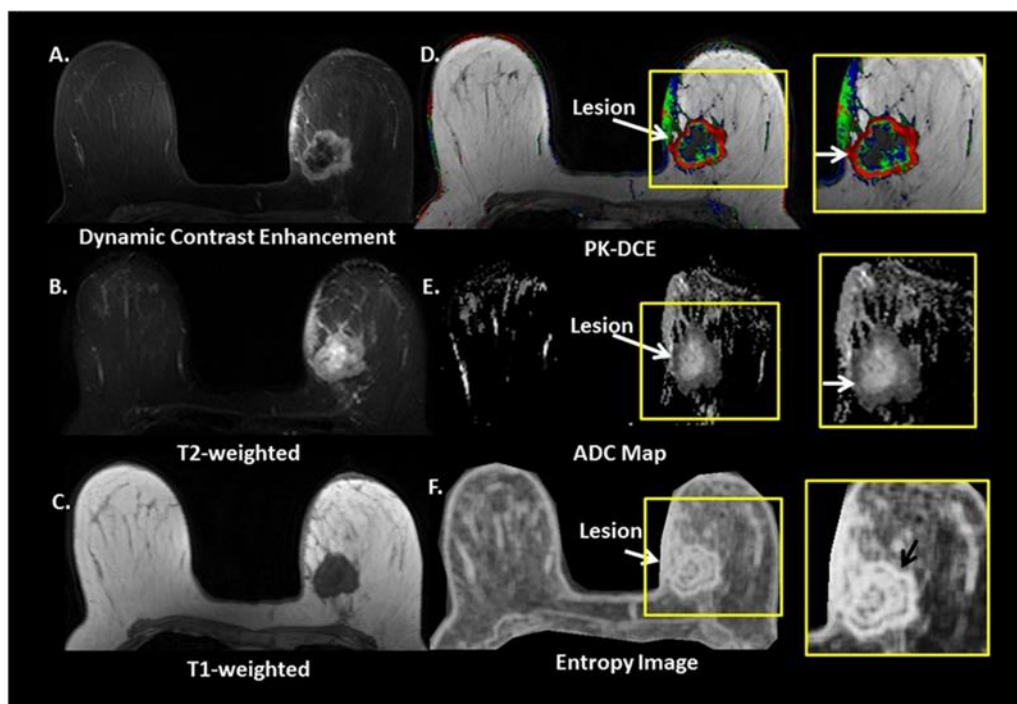 A.
D.
Lesion
Dynamic Contrast Enhancement
PK-DCE
B.
E.
Lesion
T2-weighted
ADC Map
C.
F.
Lesion
T1-weighted
Entropy Image